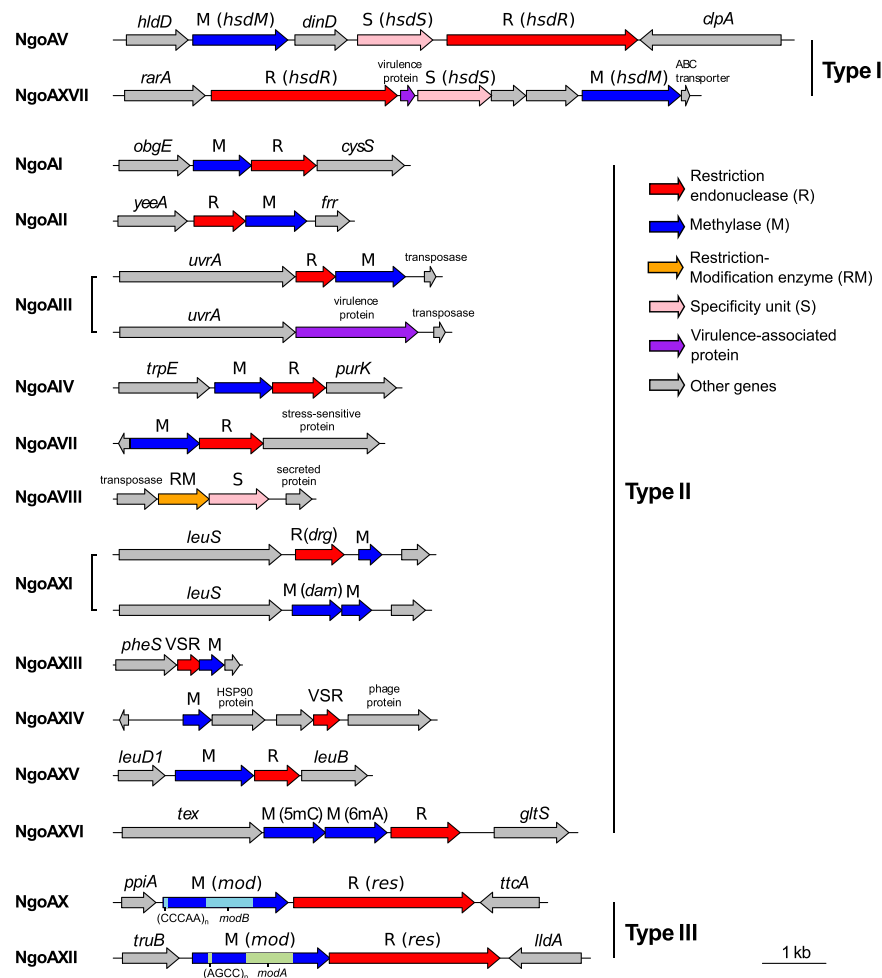 hldD M (hsdM) dinD S (hsdS) R (hsdR) clpA
NgoAV
Type I
rarA R (hsdR) virulence protein S (hsdS) M (hsdM) ABC transporter
NgoAXVII
obgE M R cysS
NgoAI
yeeA R M frr
NgoAII
uvrA R M transposase
NgoAIII
uvrA virulence protein transposase
trpE M R purK
NgoAIV
M R stress-sensitive protein
NgoAVII
transposase RM S secreted protein
NgoAVIII
leuS R(drg) M
NgoAXI
leuS M (dam) M
pheS VSR M
NgoAXIII
M HSP90 protein VSR phage protein
NgoAXIV
leuD1 M R leuB
NgoAXV
tex M (5mC) M (6mA) R gltS
NgoAXVI
Type II
Restriction
endonuclease (R)
Methylase (M)
Restriction-
Modification enzyme (RM)
Specificity unit (S)
Virulence-associated
protein
Other genes
ppiA M (mod) R (res) ttcA
NgoAX
(CCCAA)n modB
Type III
truB M (mod) R (res) lldA
NgoAXII
(AGCC)n modA
1 kb